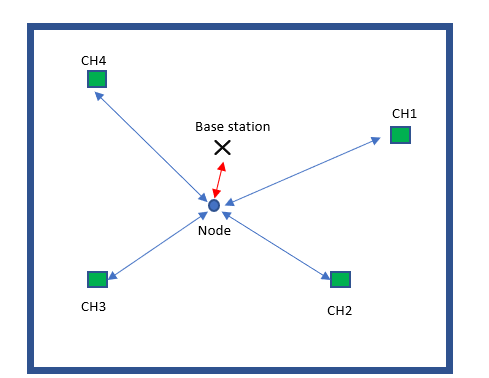 CH4
CH1
Base station
Node
CH3
CH2